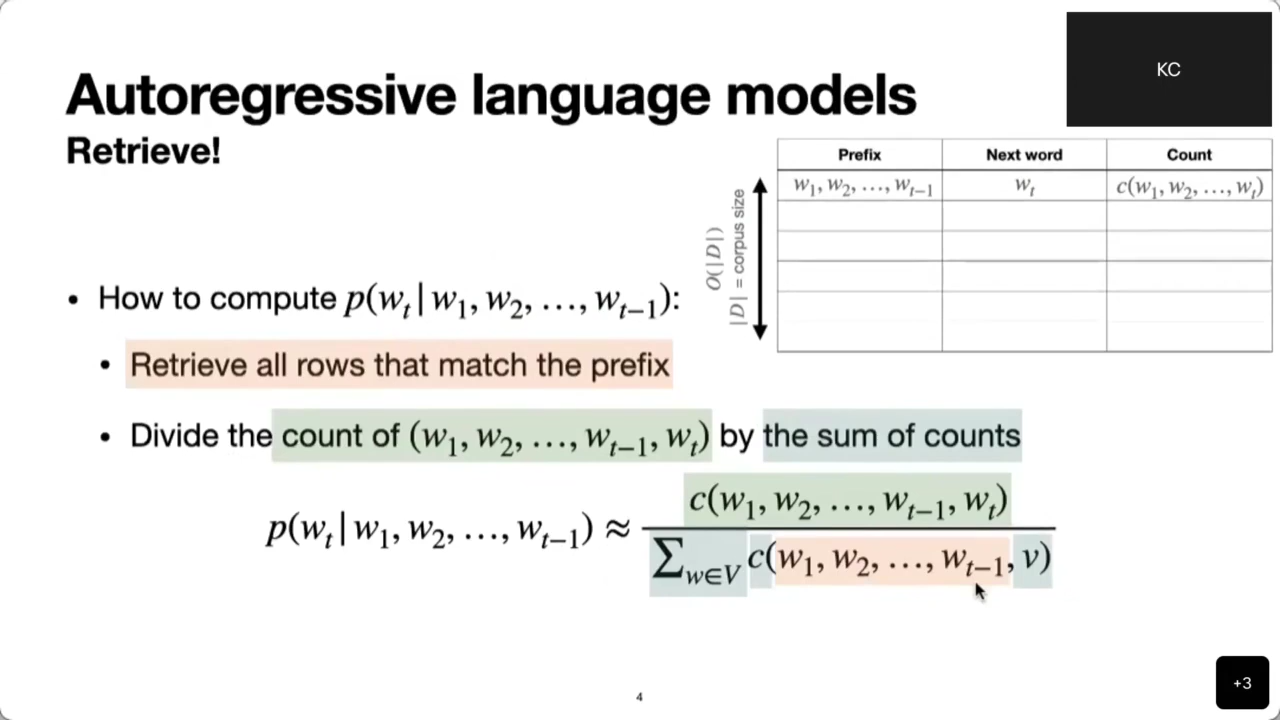 KC
Autoregressive language models
Retrieve!
Prefix Next word Count
w₁, w₂, …, wₜ₋₁ wₜ c(w₁, w₂, …, wₜ)
O(|D|)
|D| = corpus size
• How to compute p(wₜ | w₁, w₂, …, wₜ₋₁):
• Retrieve all rows that match the prefix
• Divide the count of (w₁, w₂, …, wₜ₋₁, wₜ) by the sum of counts
c(w₁, w₂, …, wₜ₋₁, wₜ)
p(wₜ | w₁, w₂, …, wₜ₋₁) ≈
∑w∈V c(w₁, w₂, …, wₜ₋₁, v)
4
+3